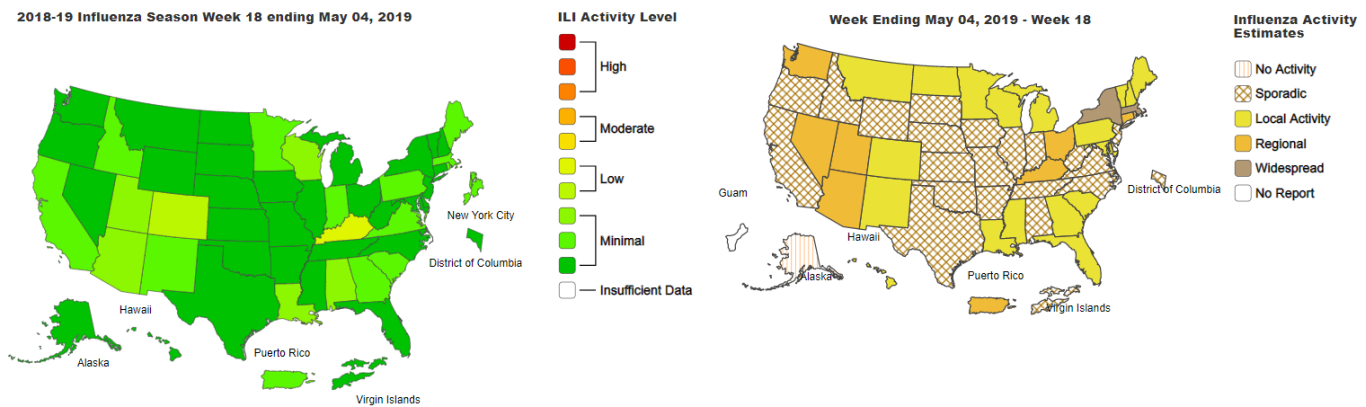 2018-19 Influenza Season Week 18 ending May 04, 2019
ILI Activity Level
High
Moderate
Low
Minimal
Insufficient Data
New York City
District of Columbia
Hawaii
Alaska
Puerto Rico
Virgin Islands
Week Ending May 04, 2019 - Week 18
Influenza Activity
Estimates
No Activity
Sporadic
Local Activity
Regional
Widespread
No Report
District of Columbia
Guam
Hawaii
Alaska
Puerto Rico
Virgin Islands